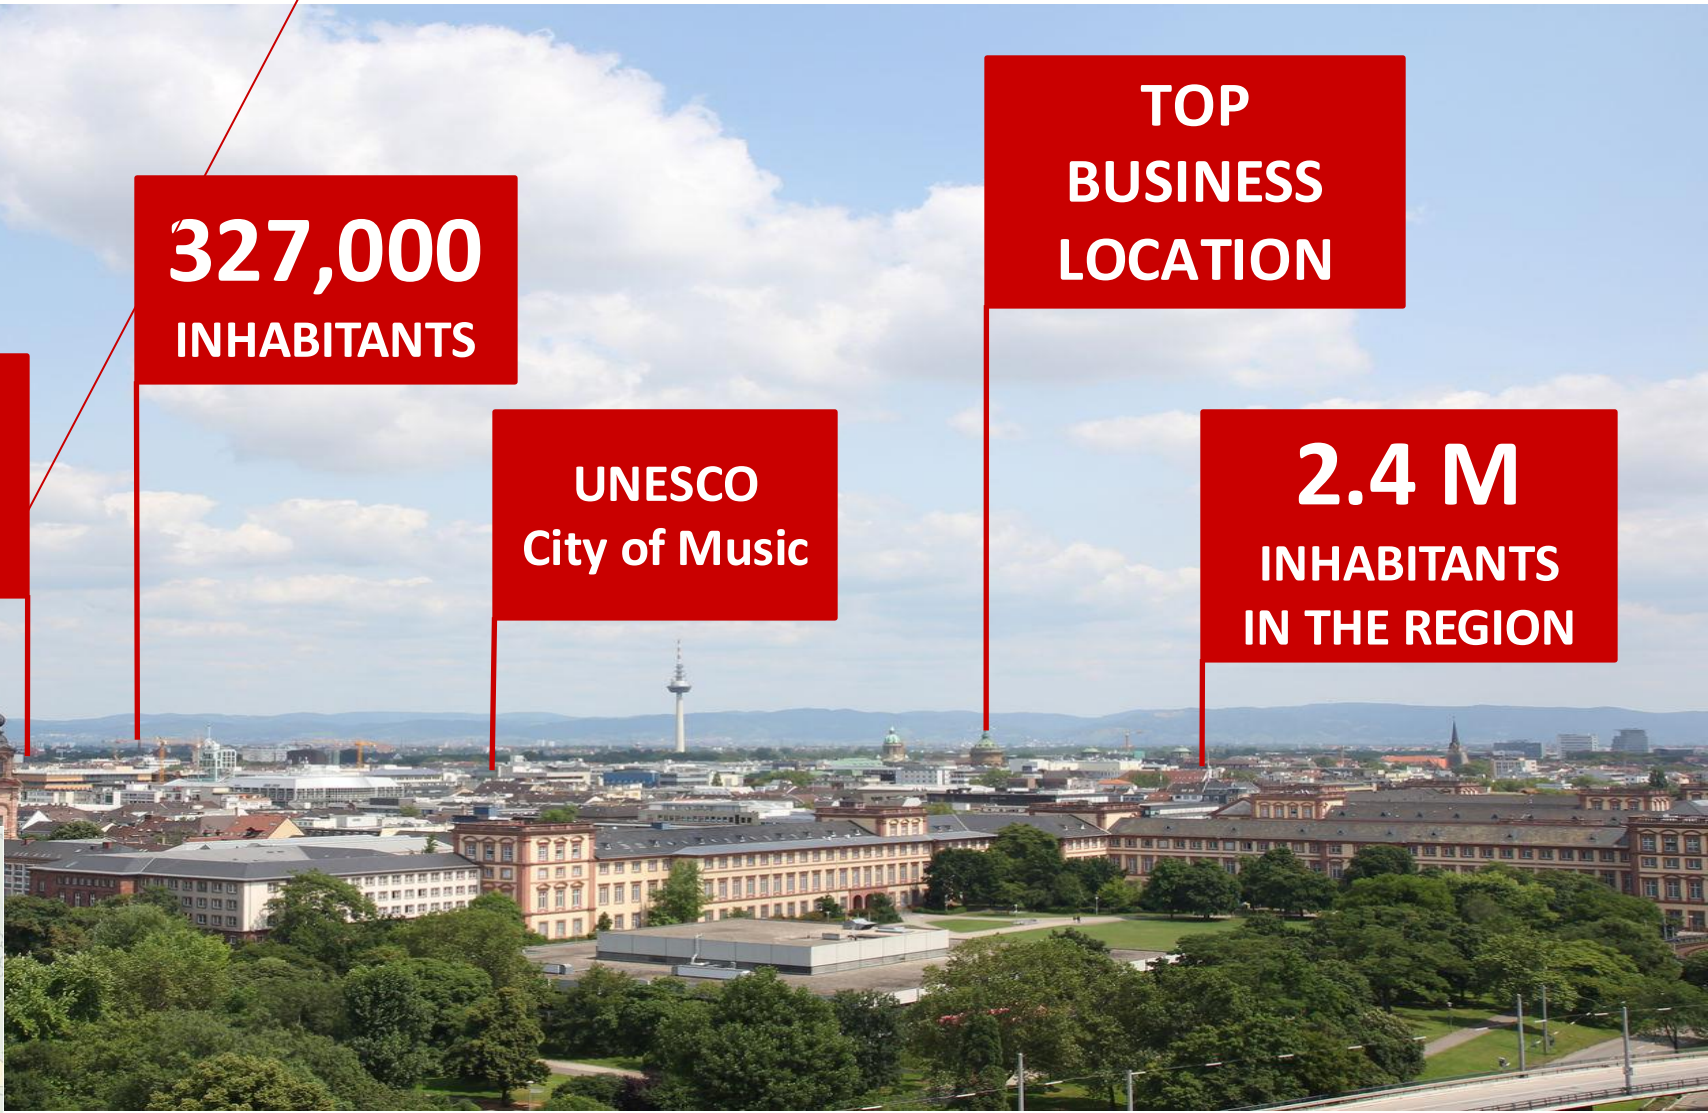 327,000
INHABITANTS
UNESCO
City of Music
TOP
BUSINESS
LOCATION
2.4 M
INHABITANTS
IN THE REGION